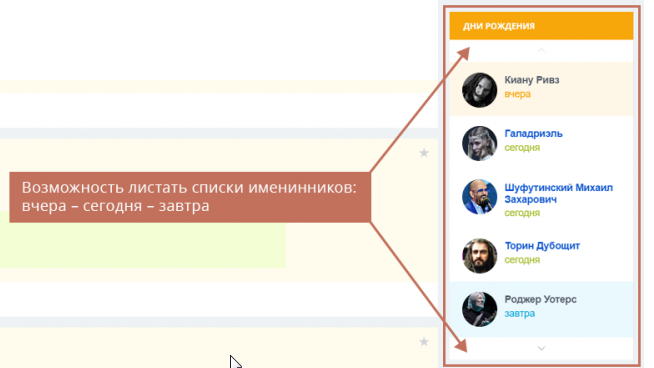 ДНИ РОЖДЕНИЯ
Киану Ривз
вчера
Галадриэль
сегодня
Возможность листать списки именинников:
вчера – сегодня – завтра
Шуфутинский Михаил
Захарович
сегодня
Торин Дубощит
сегодня
Роджер Уотерс
завтра